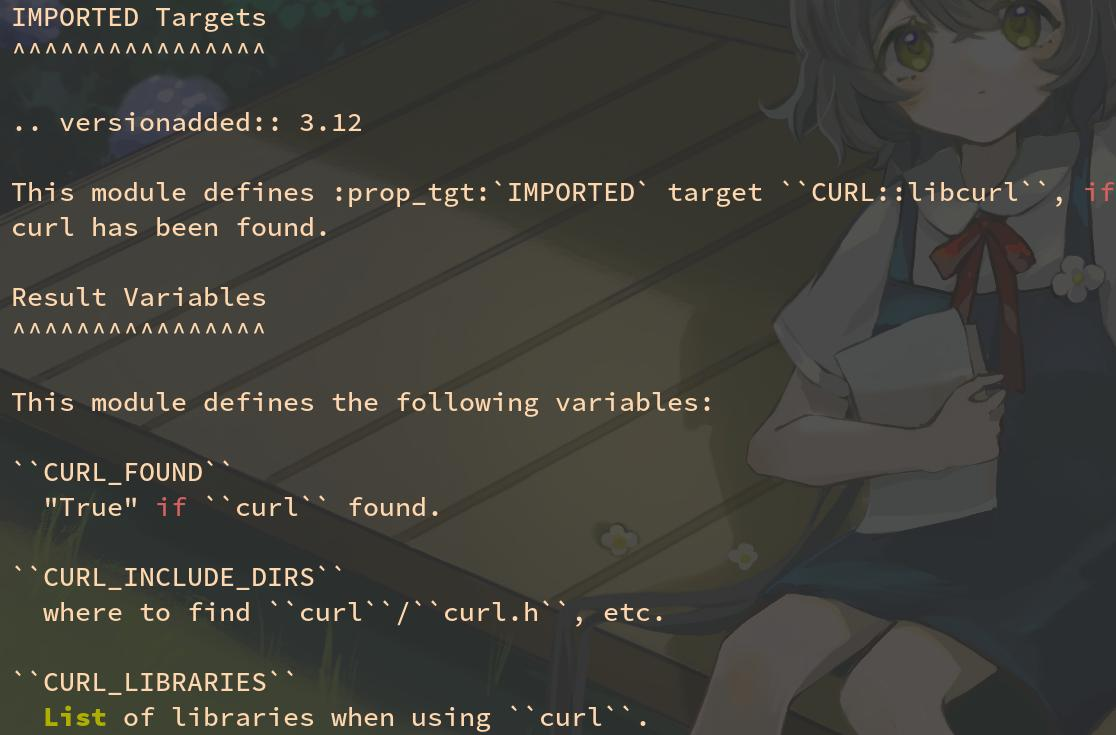 IMPORTED Targets
^^^^^^^^^^^^^^^^
.. versionadded:: 3.12
This module defines :prop_tgt:`IMPORTED` target ``CURL::libcurl``, if
curl has been found.
Result Variables
^^^^^^^^^^^^^^^^
This module defines the following variables:
``CURL_FOUND``
  "True" if ``curl`` found.
``CURL_INCLUDE_DIRS``
  where to find ``curl``/``curl.h``, etc.
``CURL_LIBRARIES``
  List of libraries when using ``curl``.